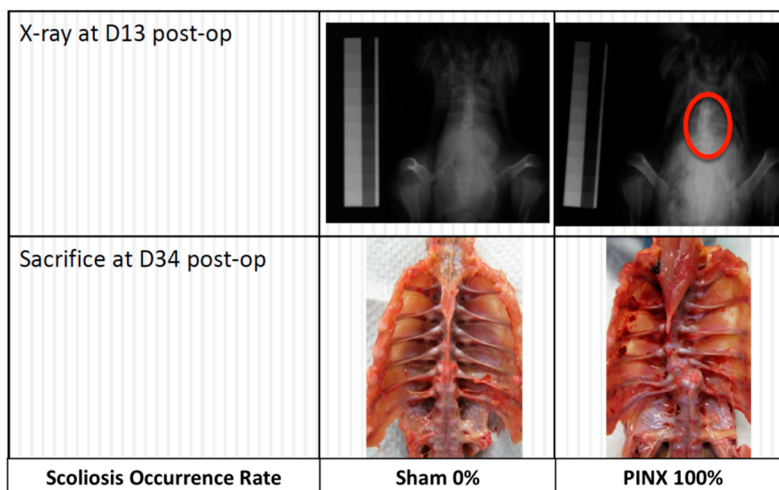 X-ray at D13 post-op
Sacrifice at D34 post-op
Scoliosis Occurrence Rate Sham 0% PINX 100%